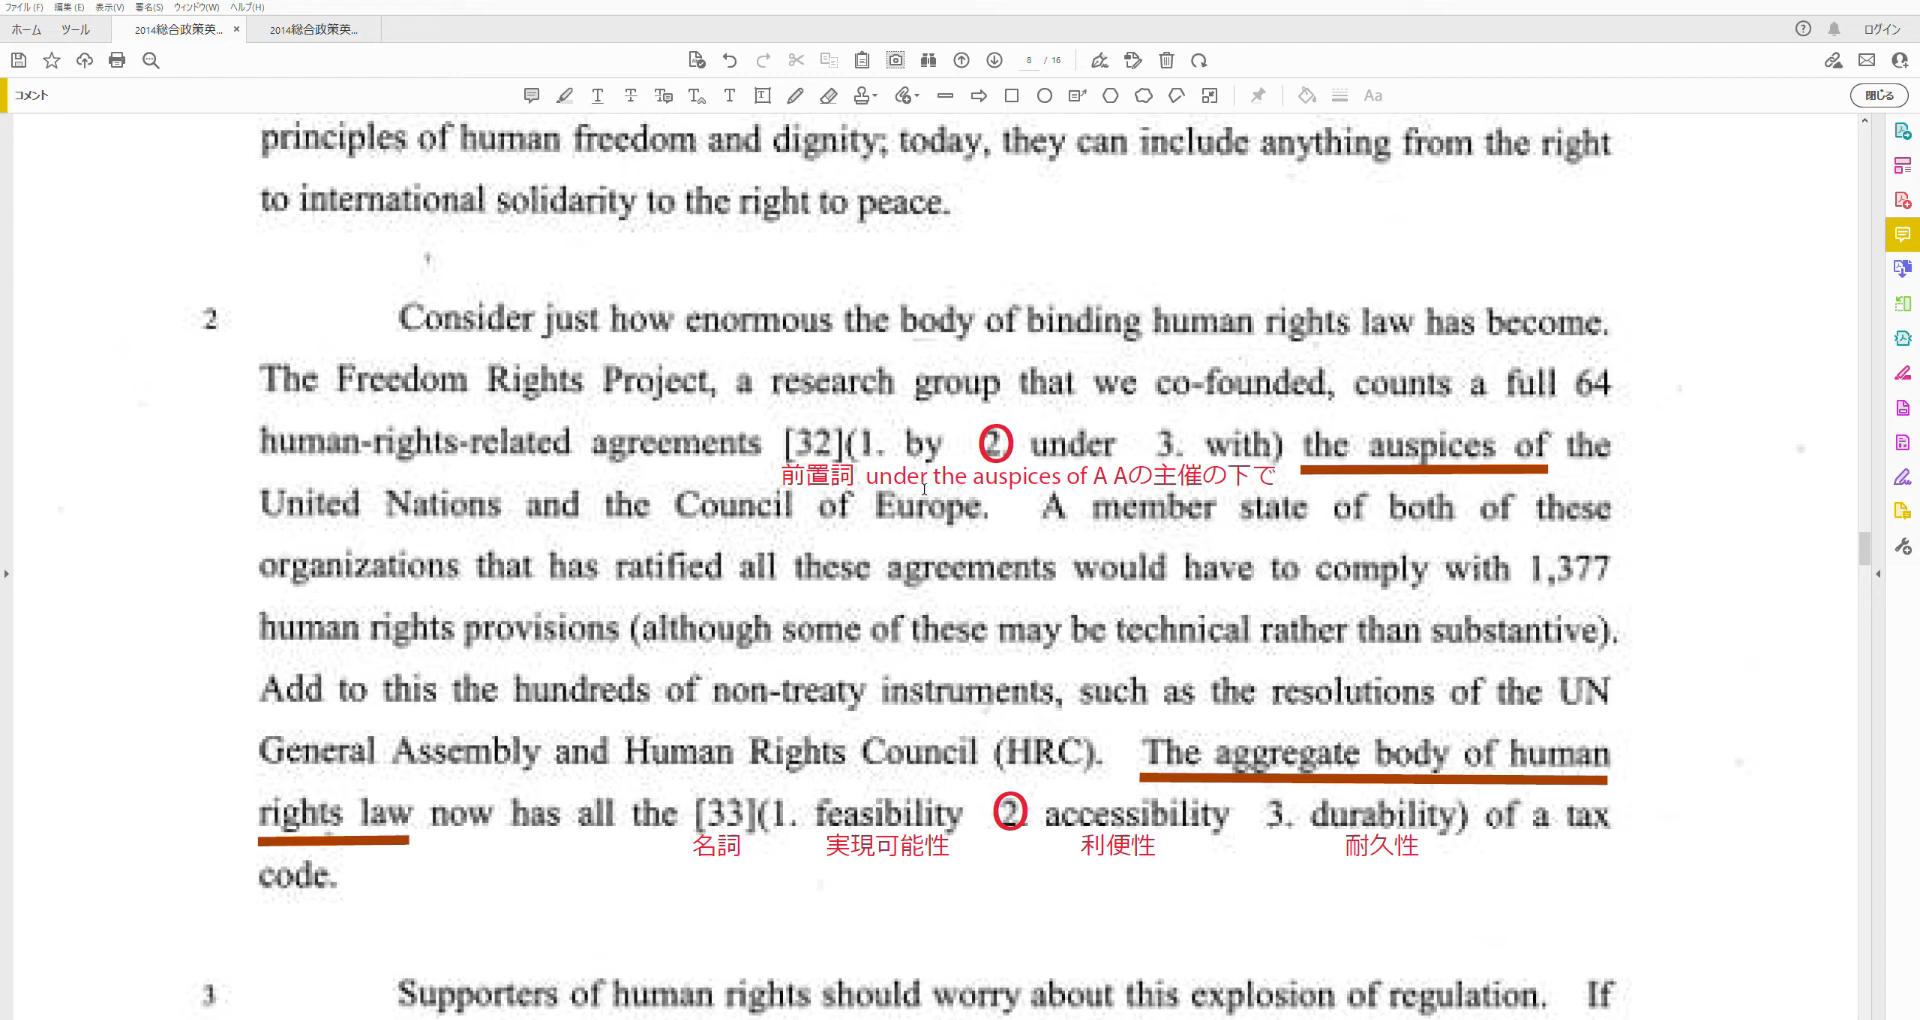 ファイル(F) 編集(E) 表示(V) 署名(S) ウィンドウ(W) ヘルプ(H)
ホーム ツール 2014総合政策英... × 2014総合政策英... ログイン
8 / 16
コメント T T T T T Aa 閉じる
principles of human freedom and dignity; today, they can include anything from the right
to international solidarity to the right to peace.
2 Consider just how enormous the body of binding human rights law has become.
The Freedom Rights Project, a research group that we co-founded, counts a full 64
human-rights-related agreements [32](1. by 2 under 3. with) the auspices of the
前置詞 under the auspices of A Aの主催の下で
United Nations and the Council of Europe. A member state of both of these
organizations that has ratified all these agreements would have to comply with 1,377
human rights provisions (although some of these may be technical rather than substantive).
Add to this the hundreds of non-treaty instruments, such as the resolutions of the UN
General Assembly and Human Rights Council (HRC). The aggregate body of human
rights law now has all the [33](1. feasibility 2 accessibility 3. durability) of a tax
名詞 実現可能性 利便性 耐久性
code.
3 Supporters of human rights should worry about this explosion of regulation. If